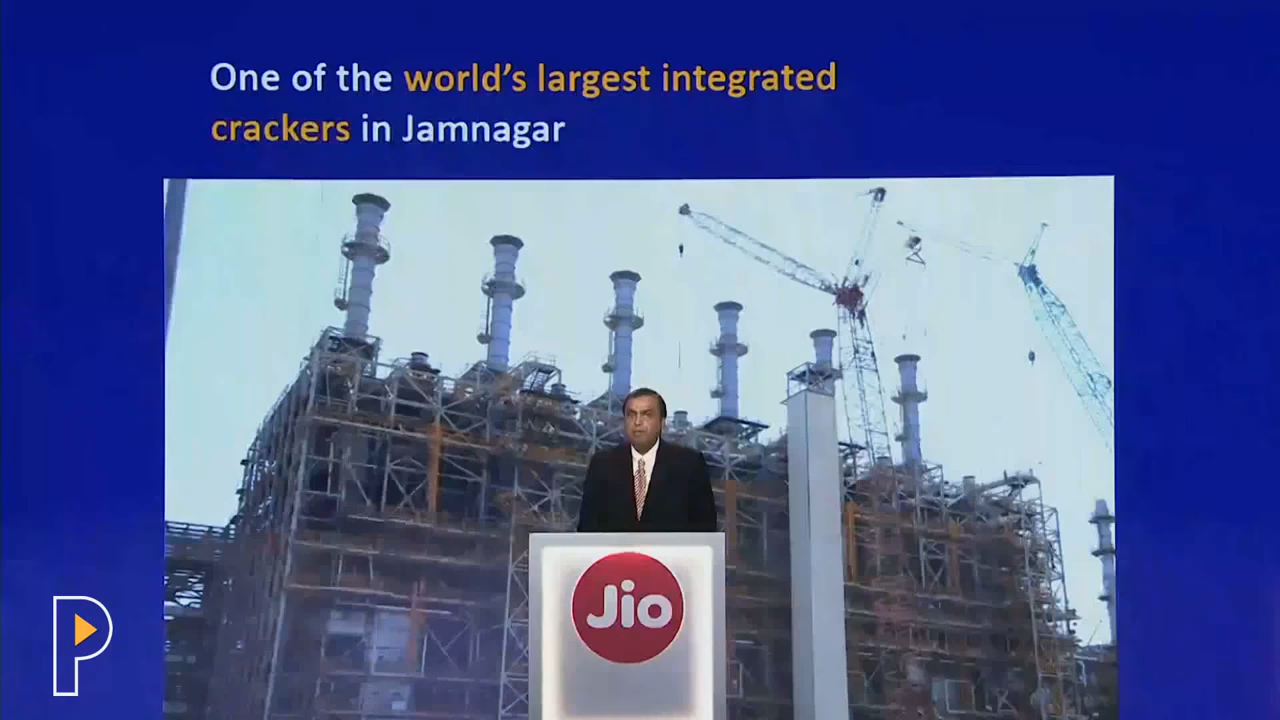 One of the world's largest integrated
crackers in Jamnagar
Jio
P